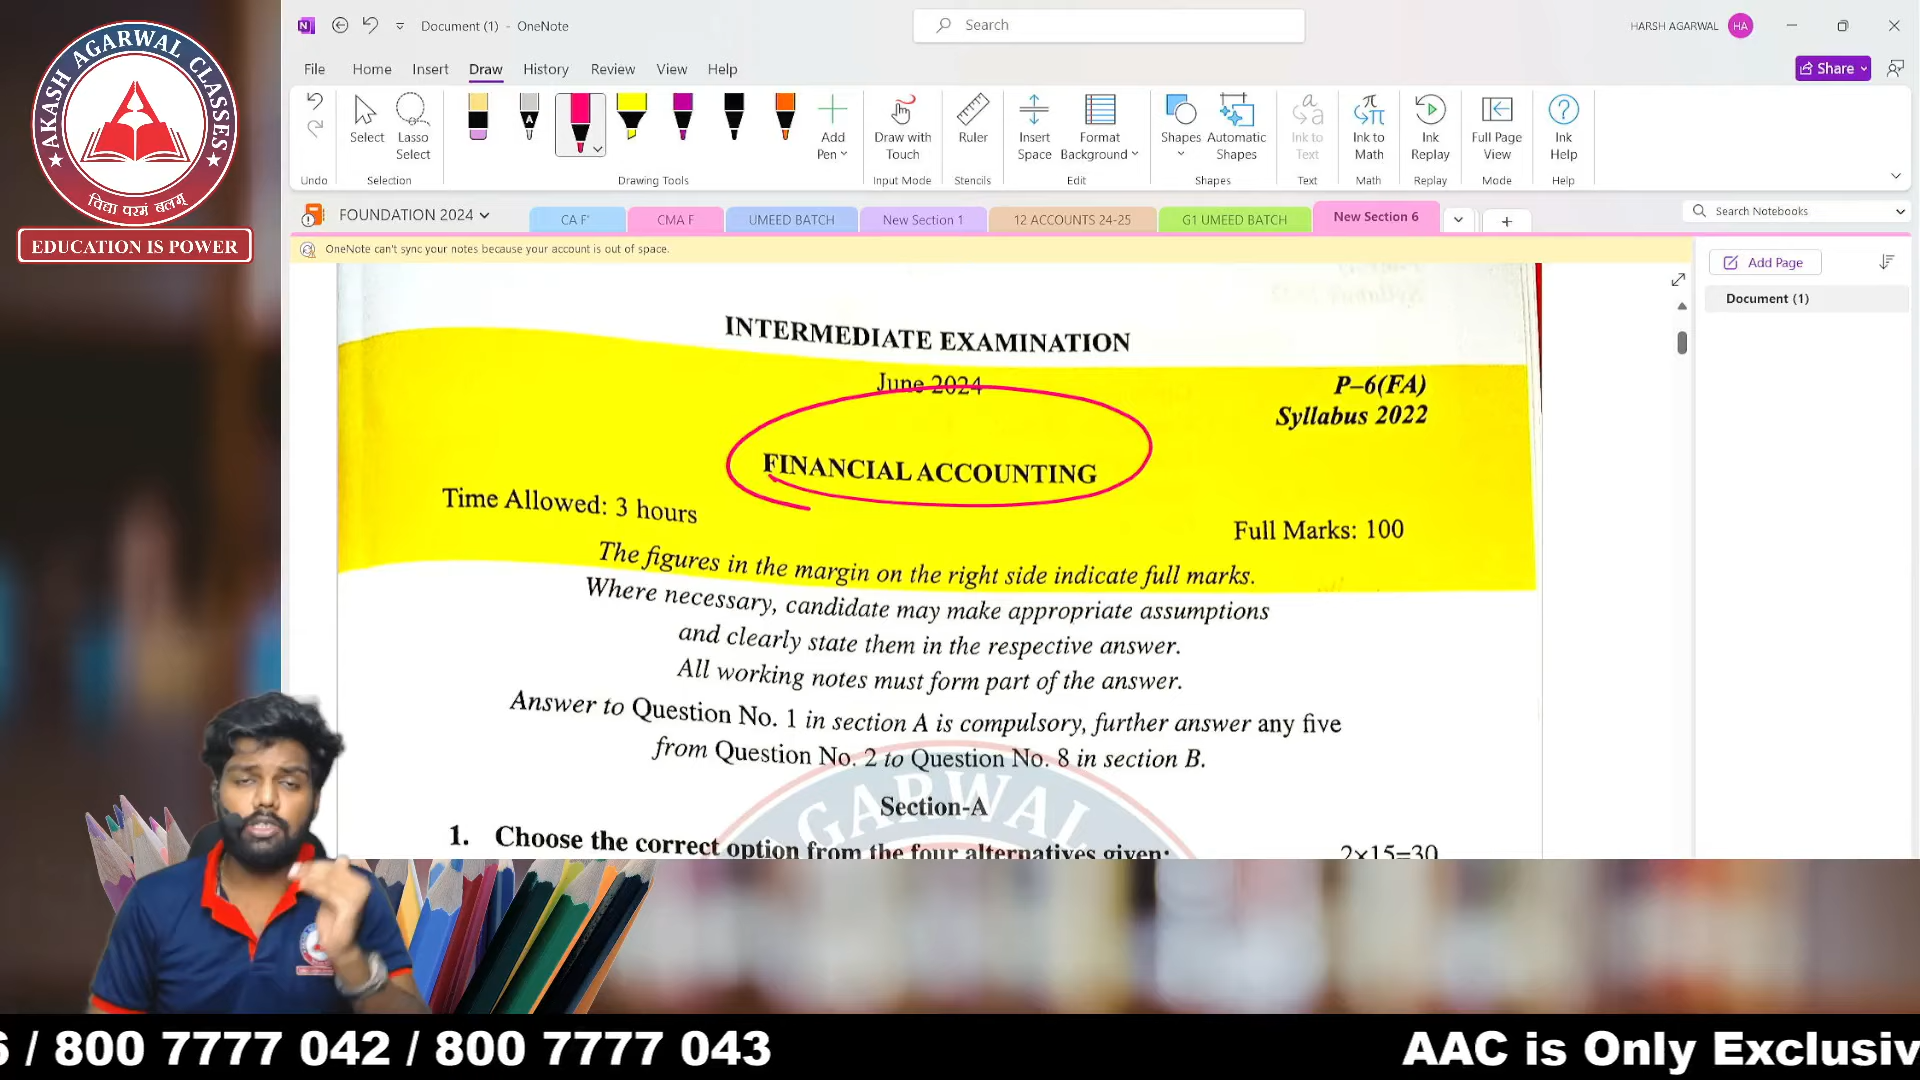 AKASH AGARWAL CLASSES
विद्या परमं बलम्
EDUCATION IS POWER
Document (1) - OneNote
Search
HARSH AGARWAL
HA
File
Home
Insert
Draw
History
Review
View
Help
Share
Select
Lasso Select
Add Pen
Draw with Touch
Ruler
Insert Space
Format Background
Shapes
Automatic Shapes
Ink to Text
Ink to Math
Ink Replay
Full Page View
Ink Help
Undo
Selection
Drawing Tools
Input Mode
Stencils
Edit
Shapes
Text
Math
Replay
Mode
Help
FOUNDATION 2024
CA F'
CMA F
UMEED BATCH
New Section 1
12 ACCOUNTS 24-25
G1 UMEED BATCH
New Section 6
Search Notebooks
OneNote can't sync your notes because your account is out of space.
Add Page
Document (1)
INTERMEDIATE EXAMINATION
June 2024
P–6(FA)
Syllabus 2022
FINANCIAL ACCOUNTING
Time Allowed: 3 hours
Full Marks: 100
The figures in the margin on the right side indicate full marks.
Where necessary, candidate may make appropriate assumptions
and clearly state them in the respective answer.
All working notes must form part of the answer.
Answer to Question No. 1 in section A is compulsory, further answer any five
from Question No. 2 to Question No. 8 in section B.
AGARWAL
Section-A
1. Choose the correct option from the four alternatives given: 2×15=30
6 / 800 7777 042 / 800 7777 043
AAC is Only Exclusiv